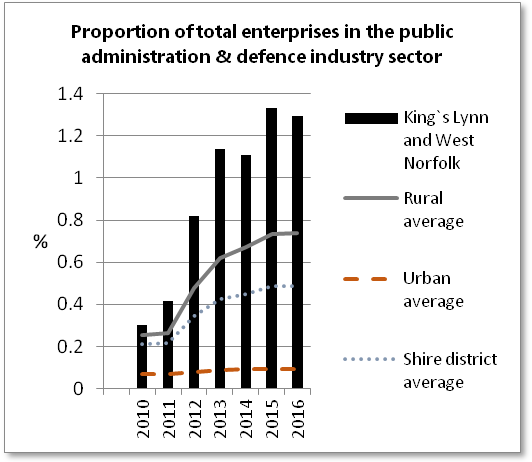 Proportion of total enterprises in the public
administration & defence industry sector
1.4
1.2
1
0.8
0.6
0.4
0.2
0
%
2010
2011
2012
2013
2014
2015
2016
King`s Lynn
and West
Norfolk
Rural
average
Urban
average
Shire district
average